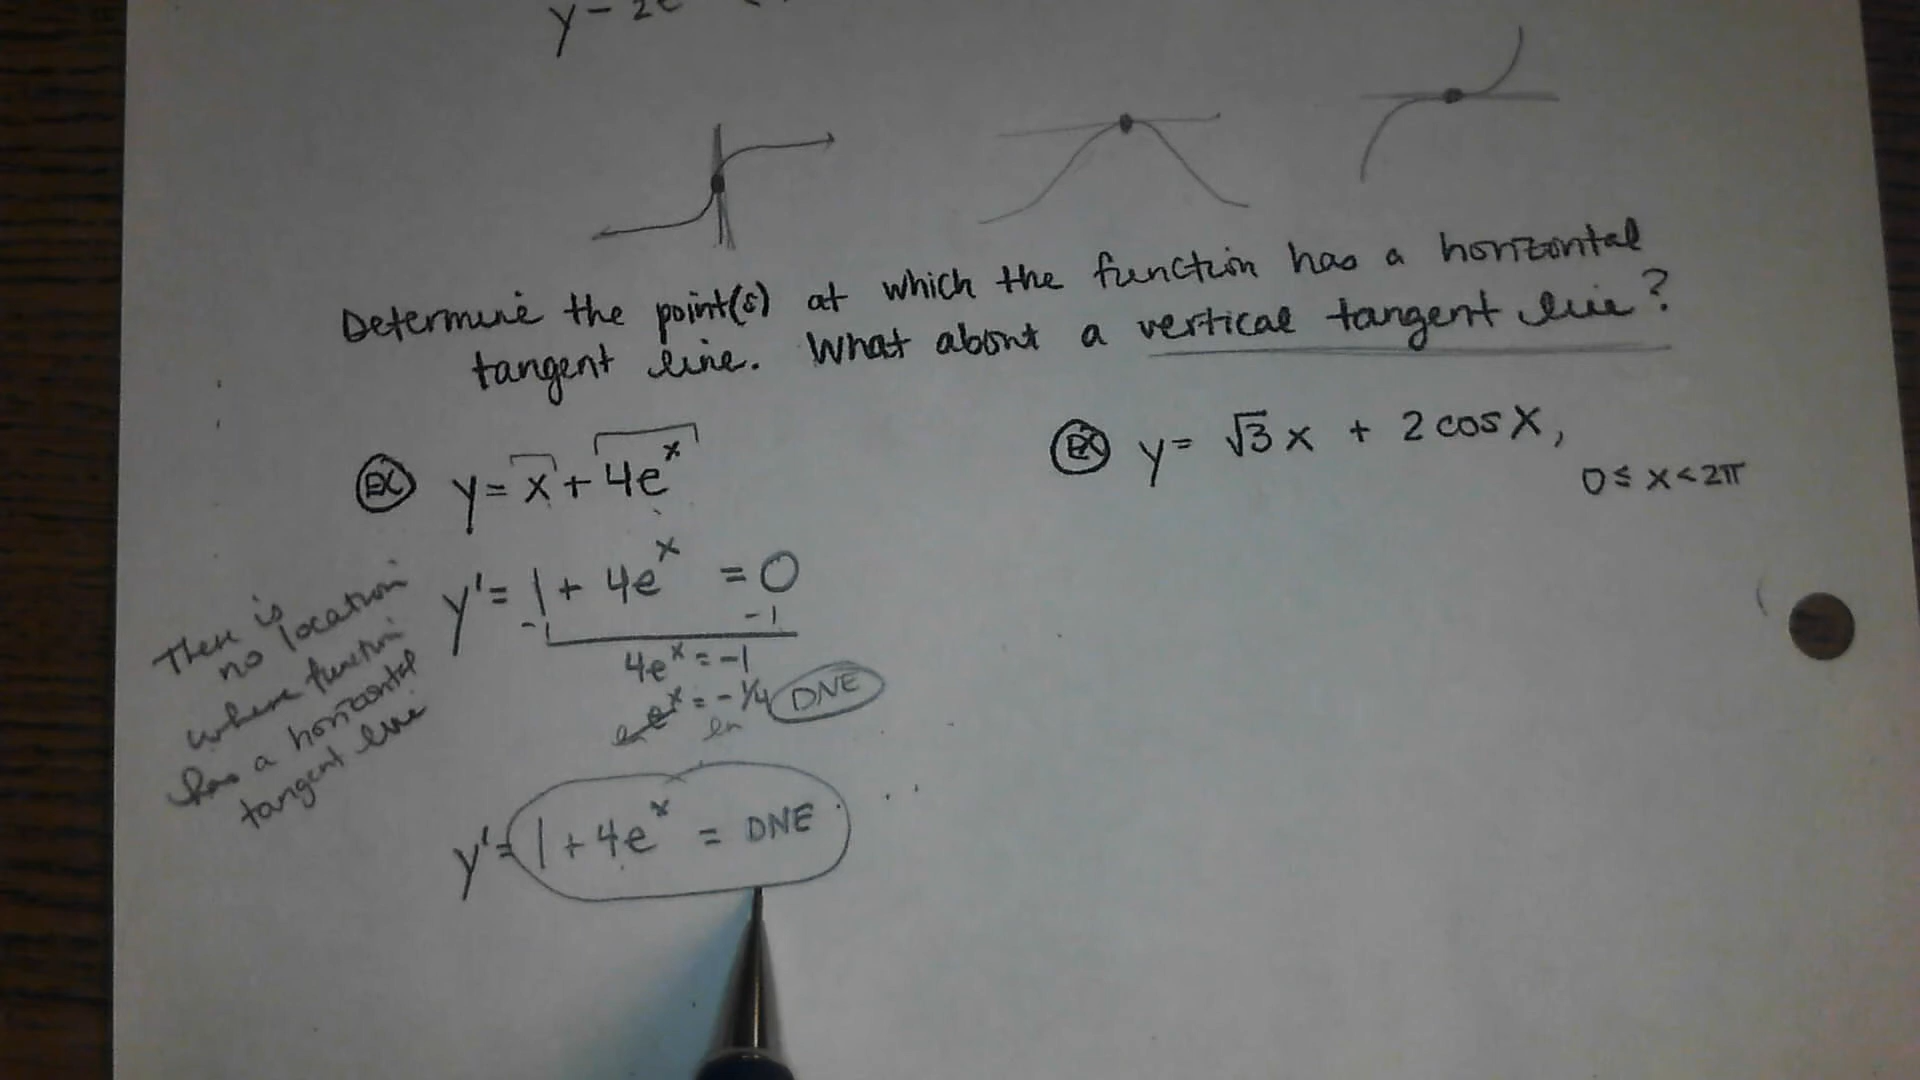 Determine the point(s) at which the function has a horizontal
tangent line. What about a vertical tangent line?
EX y = x + 4e^x
y' = 1 + 4e^x = 0
-1 -1
4e^x = -1
e^x = -1/4 DNE
ln ln
There is
no location
where function
has a horizontal
tangent line
y' = 1 + 4e^x = DNE
EX y = √3 x + 2 cos x,
0 ≤ x < 2π